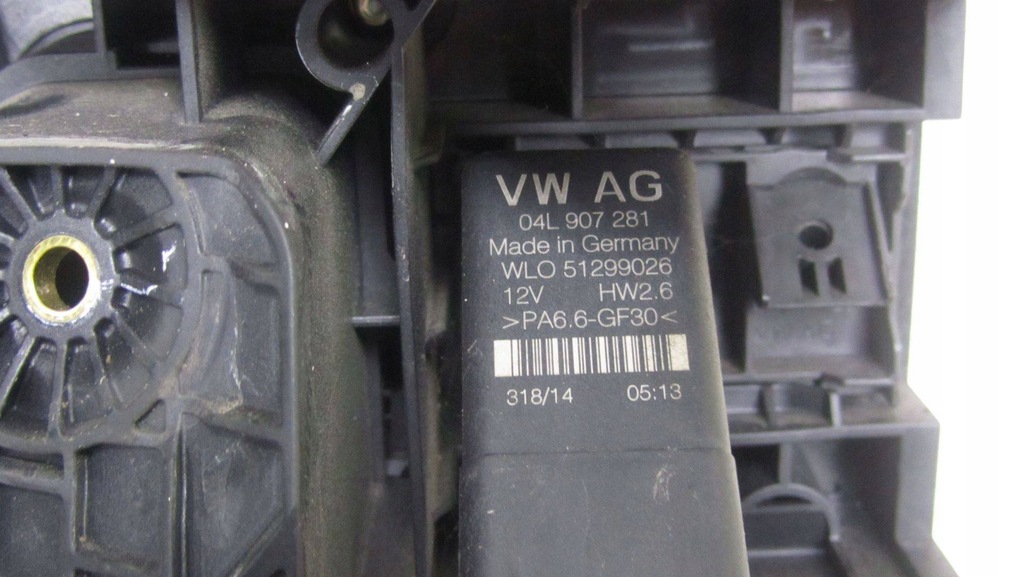 VW AG
04L 907 281
Made in Germany
WLO 51299026
12V HW2.6
>PA6.6-GF30<
318/14 05:13